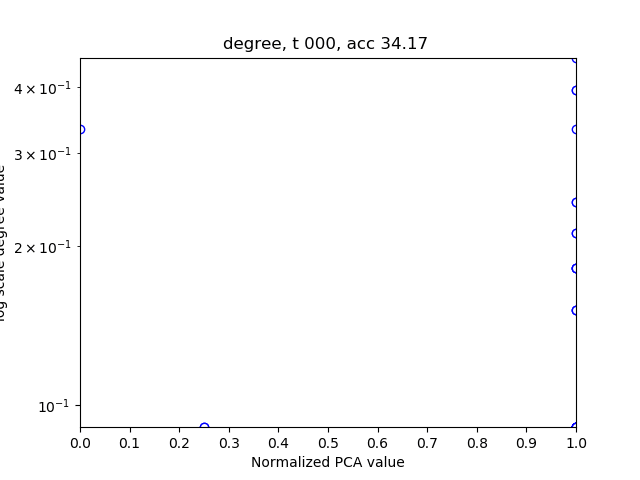 degree, t 000, acc 34.17
4 × 10⁻¹
3 × 10⁻¹
2 × 10⁻¹
10⁻¹
log scale degree value
0.0 0.1 0.2 0.3 0.4 0.5 0.6 0.7 0.8 0.9 1.0
Normalized PCA value